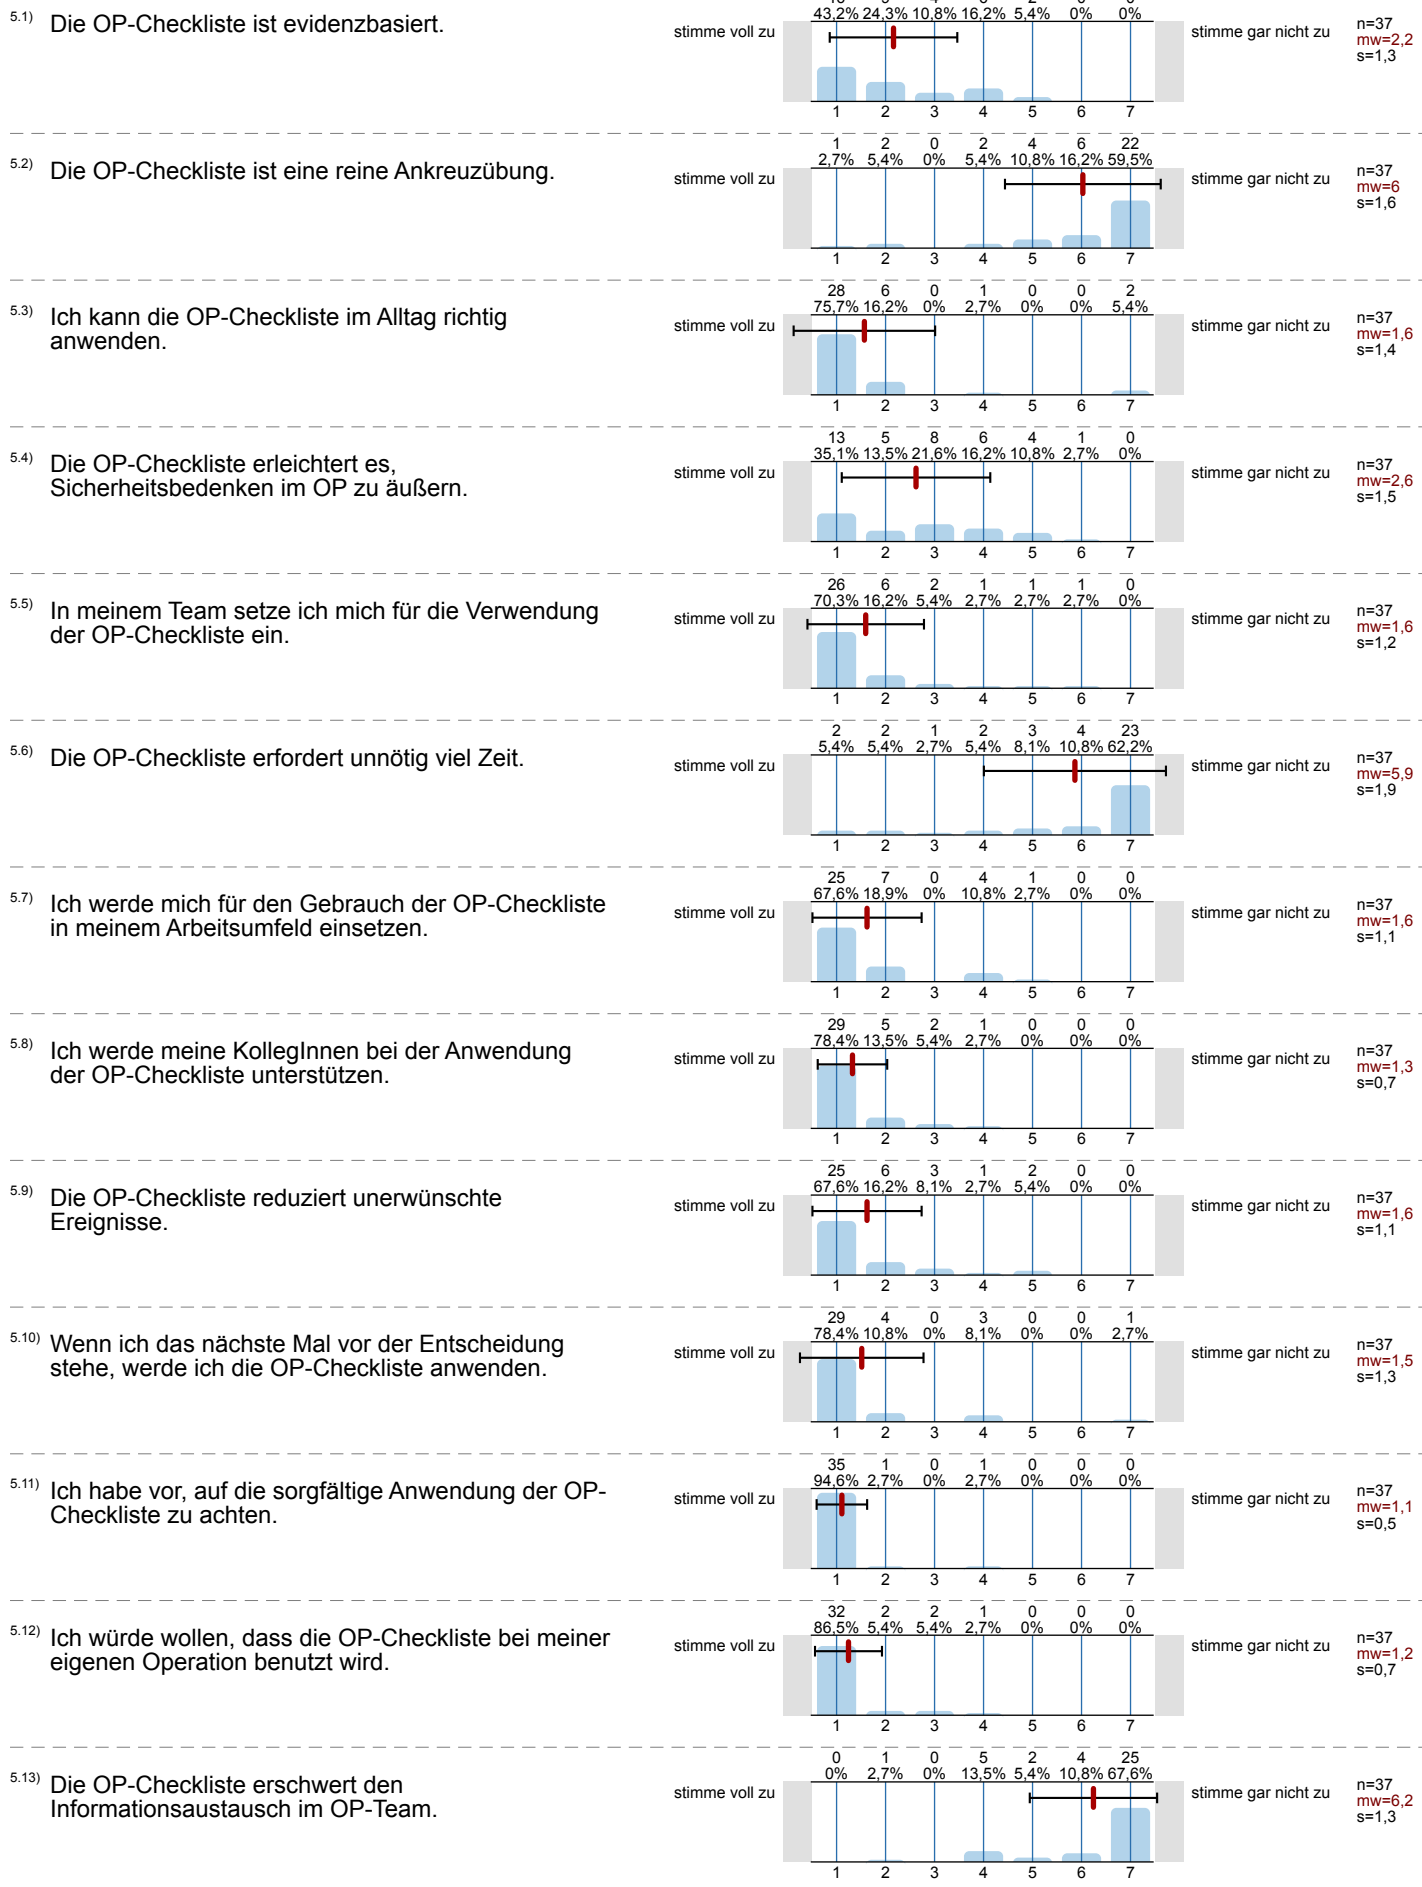 43,2% 24,3% 10,8% 16,2% 5,4% 0% 0%
5.1) Die OP-Checkliste ist evidenzbasiert.
stimme voll zu
stimme gar nicht zu
n=37
mw=2,2
s=1,3
1 2 3 4 5 6 7
1 2 0 2 4 6 22
2,7% 5,4% 0% 5,4% 10,8% 16,2% 59,5%
5.2) Die OP-Checkliste ist eine reine Ankreuzübung.
stimme voll zu
stimme gar nicht zu
n=37
mw=6
s=1,6
1 2 3 4 5 6 7
28 6 0 1 0 0 2
75,7% 16,2% 0% 2,7% 0% 0% 5,4%
5.3) Ich kann die OP-Checkliste im Alltag richtig
anwenden.
stimme voll zu
stimme gar nicht zu
n=37
mw=1,6
s=1,4
1 2 3 4 5 6 7
13 5 8 6 4 1 0
35,1% 13,5% 21,6% 16,2% 10,8% 2,7% 0%
5.4) Die OP-Checkliste erleichtert es,
Sicherheitsbedenken im OP zu äußern.
stimme voll zu
stimme gar nicht zu
n=37
mw=2,6
s=1,5
1 2 3 4 5 6 7
26 6 2 1 1 1 0
70,3% 16,2% 5,4% 2,7% 2,7% 2,7% 0%
5.5) In meinem Team setze ich mich für die Verwendung
der OP-Checkliste ein.
stimme voll zu
stimme gar nicht zu
n=37
mw=1,6
s=1,2
1 2 3 4 5 6 7
2 2 1 2 3 4 23
5,4% 5,4% 2,7% 5,4% 8,1% 10,8% 62,2%
5.6) Die OP-Checkliste erfordert unnötig viel Zeit.
stimme voll zu
stimme gar nicht zu
n=37
mw=5,9
s=1,9
1 2 3 4 5 6 7
25 7 0 4 1 0 0
67,6% 18,9% 0% 10,8% 2,7% 0% 0%
5.7) Ich werde mich für den Gebrauch der OP-Checkliste
in meinem Arbeitsumfeld einsetzen.
stimme voll zu
stimme gar nicht zu
n=37
mw=1,6
s=1,1
1 2 3 4 5 6 7
29 5 2 1 0 0 0
78,4% 13,5% 5,4% 2,7% 0% 0% 0%
5.8) Ich werde meine KollegInnen bei der Anwendung
der OP-Checkliste unterstützen.
stimme voll zu
stimme gar nicht zu
n=37
mw=1,3
s=0,7
1 2 3 4 5 6 7
25 6 3 1 2 0 0
67,6% 16,2% 8,1% 2,7% 5,4% 0% 0%
5.9) Die OP-Checkliste reduziert unerwünschte
Ereignisse.
stimme voll zu
stimme gar nicht zu
n=37
mw=1,6
s=1,1
1 2 3 4 5 6 7
29 4 0 3 0 0 1
78,4% 10,8% 0% 8,1% 0% 0% 2,7%
5.10) Wenn ich das nächste Mal vor der Entscheidung
stehe, werde ich die OP-Checkliste anwenden.
stimme voll zu
stimme gar nicht zu
n=37
mw=1,5
s=1,3
1 2 3 4 5 6 7
35 1 0 1 0 0 0
94,6% 2,7% 0% 2,7% 0% 0% 0%
5.11) Ich habe vor, auf die sorgfältige Anwendung der OP-
Checkliste zu achten.
stimme voll zu
stimme gar nicht zu
n=37
mw=1,1
s=0,5
1 2 3 4 5 6 7
32 2 2 1 0 0 0
86,5% 5,4% 5,4% 2,7% 0% 0% 0%
5.12) Ich würde wollen, dass die OP-Checkliste bei meiner
eigenen Operation benutzt wird.
stimme voll zu
stimme gar nicht zu
n=37
mw=1,2
s=0,7
1 2 3 4 5 6 7
0 1 0 5 2 4 25
0% 2,7% 0% 13,5% 5,4% 10,8% 67,6%
5.13) Die OP-Checkliste erschwert den
Informationsaustausch im OP-Team.
stimme voll zu
stimme gar nicht zu
n=37
mw=6,2
s=1,3
1 2 3 4 5 6 7